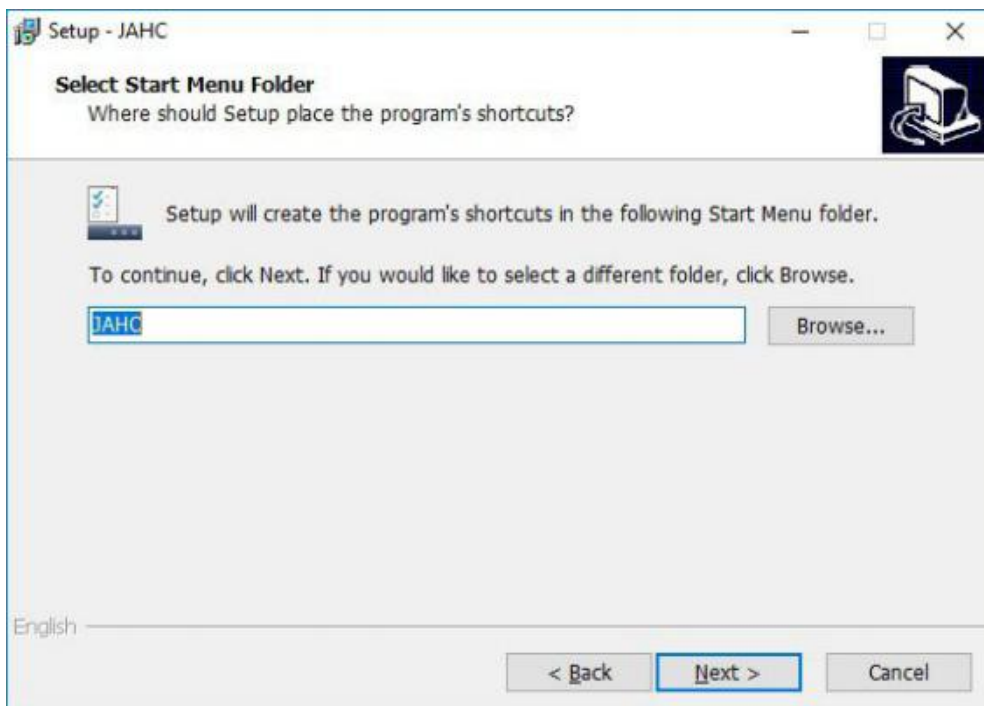 Setup - JAHC
Select Start Menu Folder
Where should Setup place the program's shortcuts?
Setup will create the program's shortcuts in the following Start Menu folder.
To continue, click Next. If you would like to select a different folder, click Browse.
JAHC
Browse...
English
< Back
Next >
Cancel